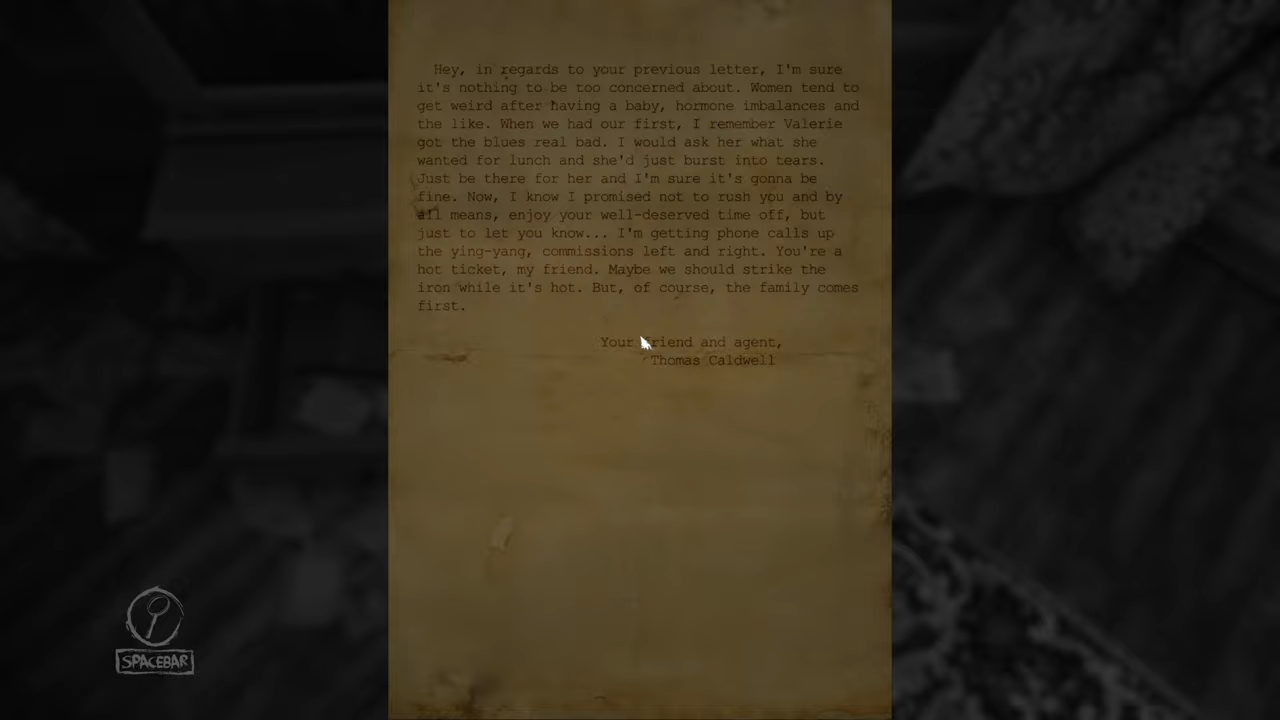 Hey, in regards to your previous letter, I'm sure
it's nothing to be too concerned about. Women tend to
get weird after having a baby, hormone imbalances and
the like. When we had our first, I remember Valerie
got the blues real bad. I would ask her what she
wanted for lunch and she'd just burst into tears.
Just be there for her and I'm sure it's gonna be
fine. Now, I know I promised not to rush you and by
all means, enjoy your well-deserved time off, but
just to let you know... I'm getting phone calls up
the ying-yang, commissions left and right. You're a
hot ticket, my friend. Maybe we should strike the
iron while it's hot. But, of course, the family comes
first.
Your friend and agent,
Thomas Caldwell
SPACEBAR